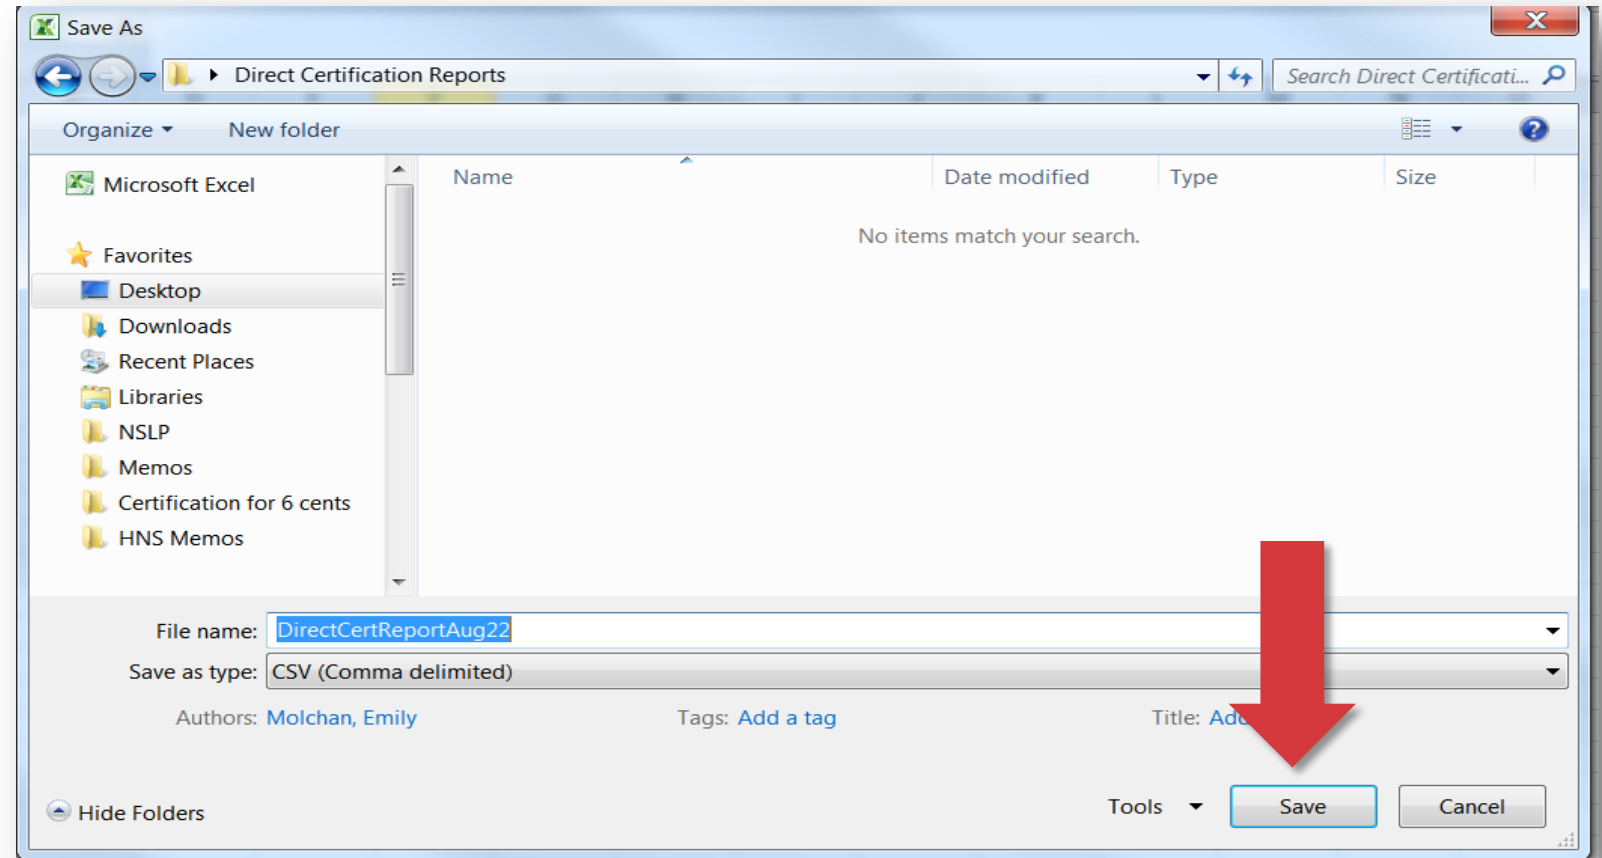 Save As
Direct Certification Reports
Search Direct Certificati...
Organize
New folder
Microsoft Excel
Favorites
Desktop
Downloads
Recent Places
Libraries
NSLP
Memos
Certification for 6 cents
HNS Memos
Name Date modified Type Size
No items match your search.
File name: DirectCertReportAug22
Save as type: CSV (Comma delimited)
Authors: Molchan, Emily Tags: Add a tag Title: Add
Hide Folders
Tools Save Cancel